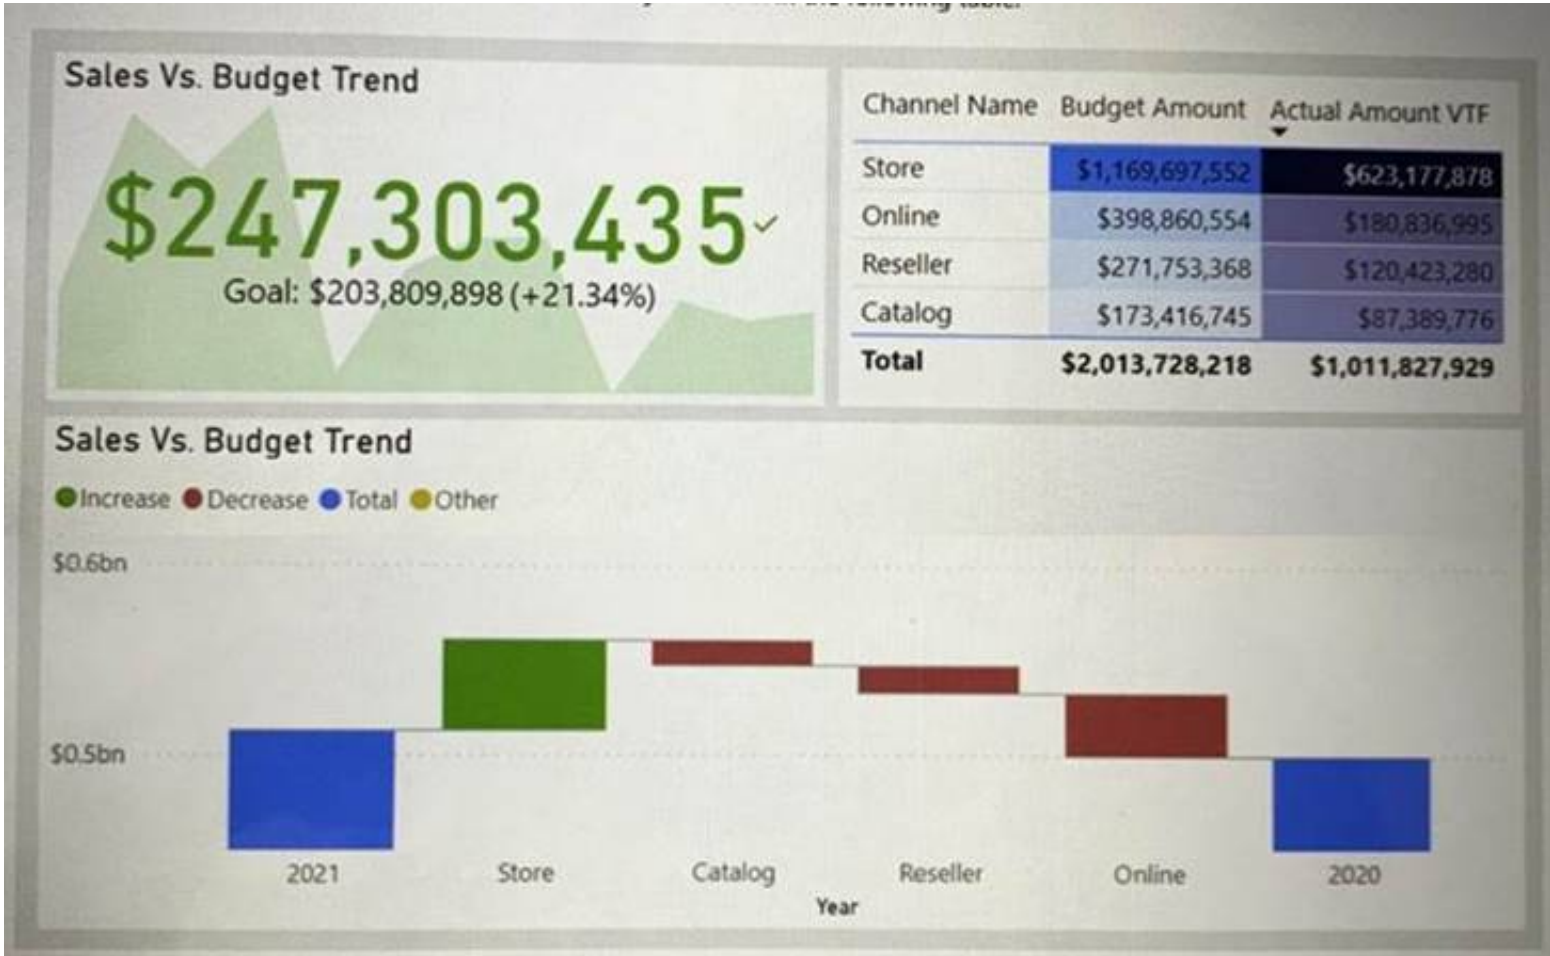 following table.
Sales Vs. Budget Trend
$247,303,435
Goal: $203,809,898 (+21.34%)
Channel Name Budget Amount Actual Amount VTF
Store $1,169,697,552 $623,177,878
Online $398,860,554 $180,836,995
Reseller $271,753,368 $120,423,280
Catalog $173,416,745 $87,389,776
Total $2,013,728,218 $1,011,827,929
Sales Vs. Budget Trend
Increase Decrease Total Other
$0.6bn
$0.5bn
2021 Store Catalog Reseller Online 2020
Year